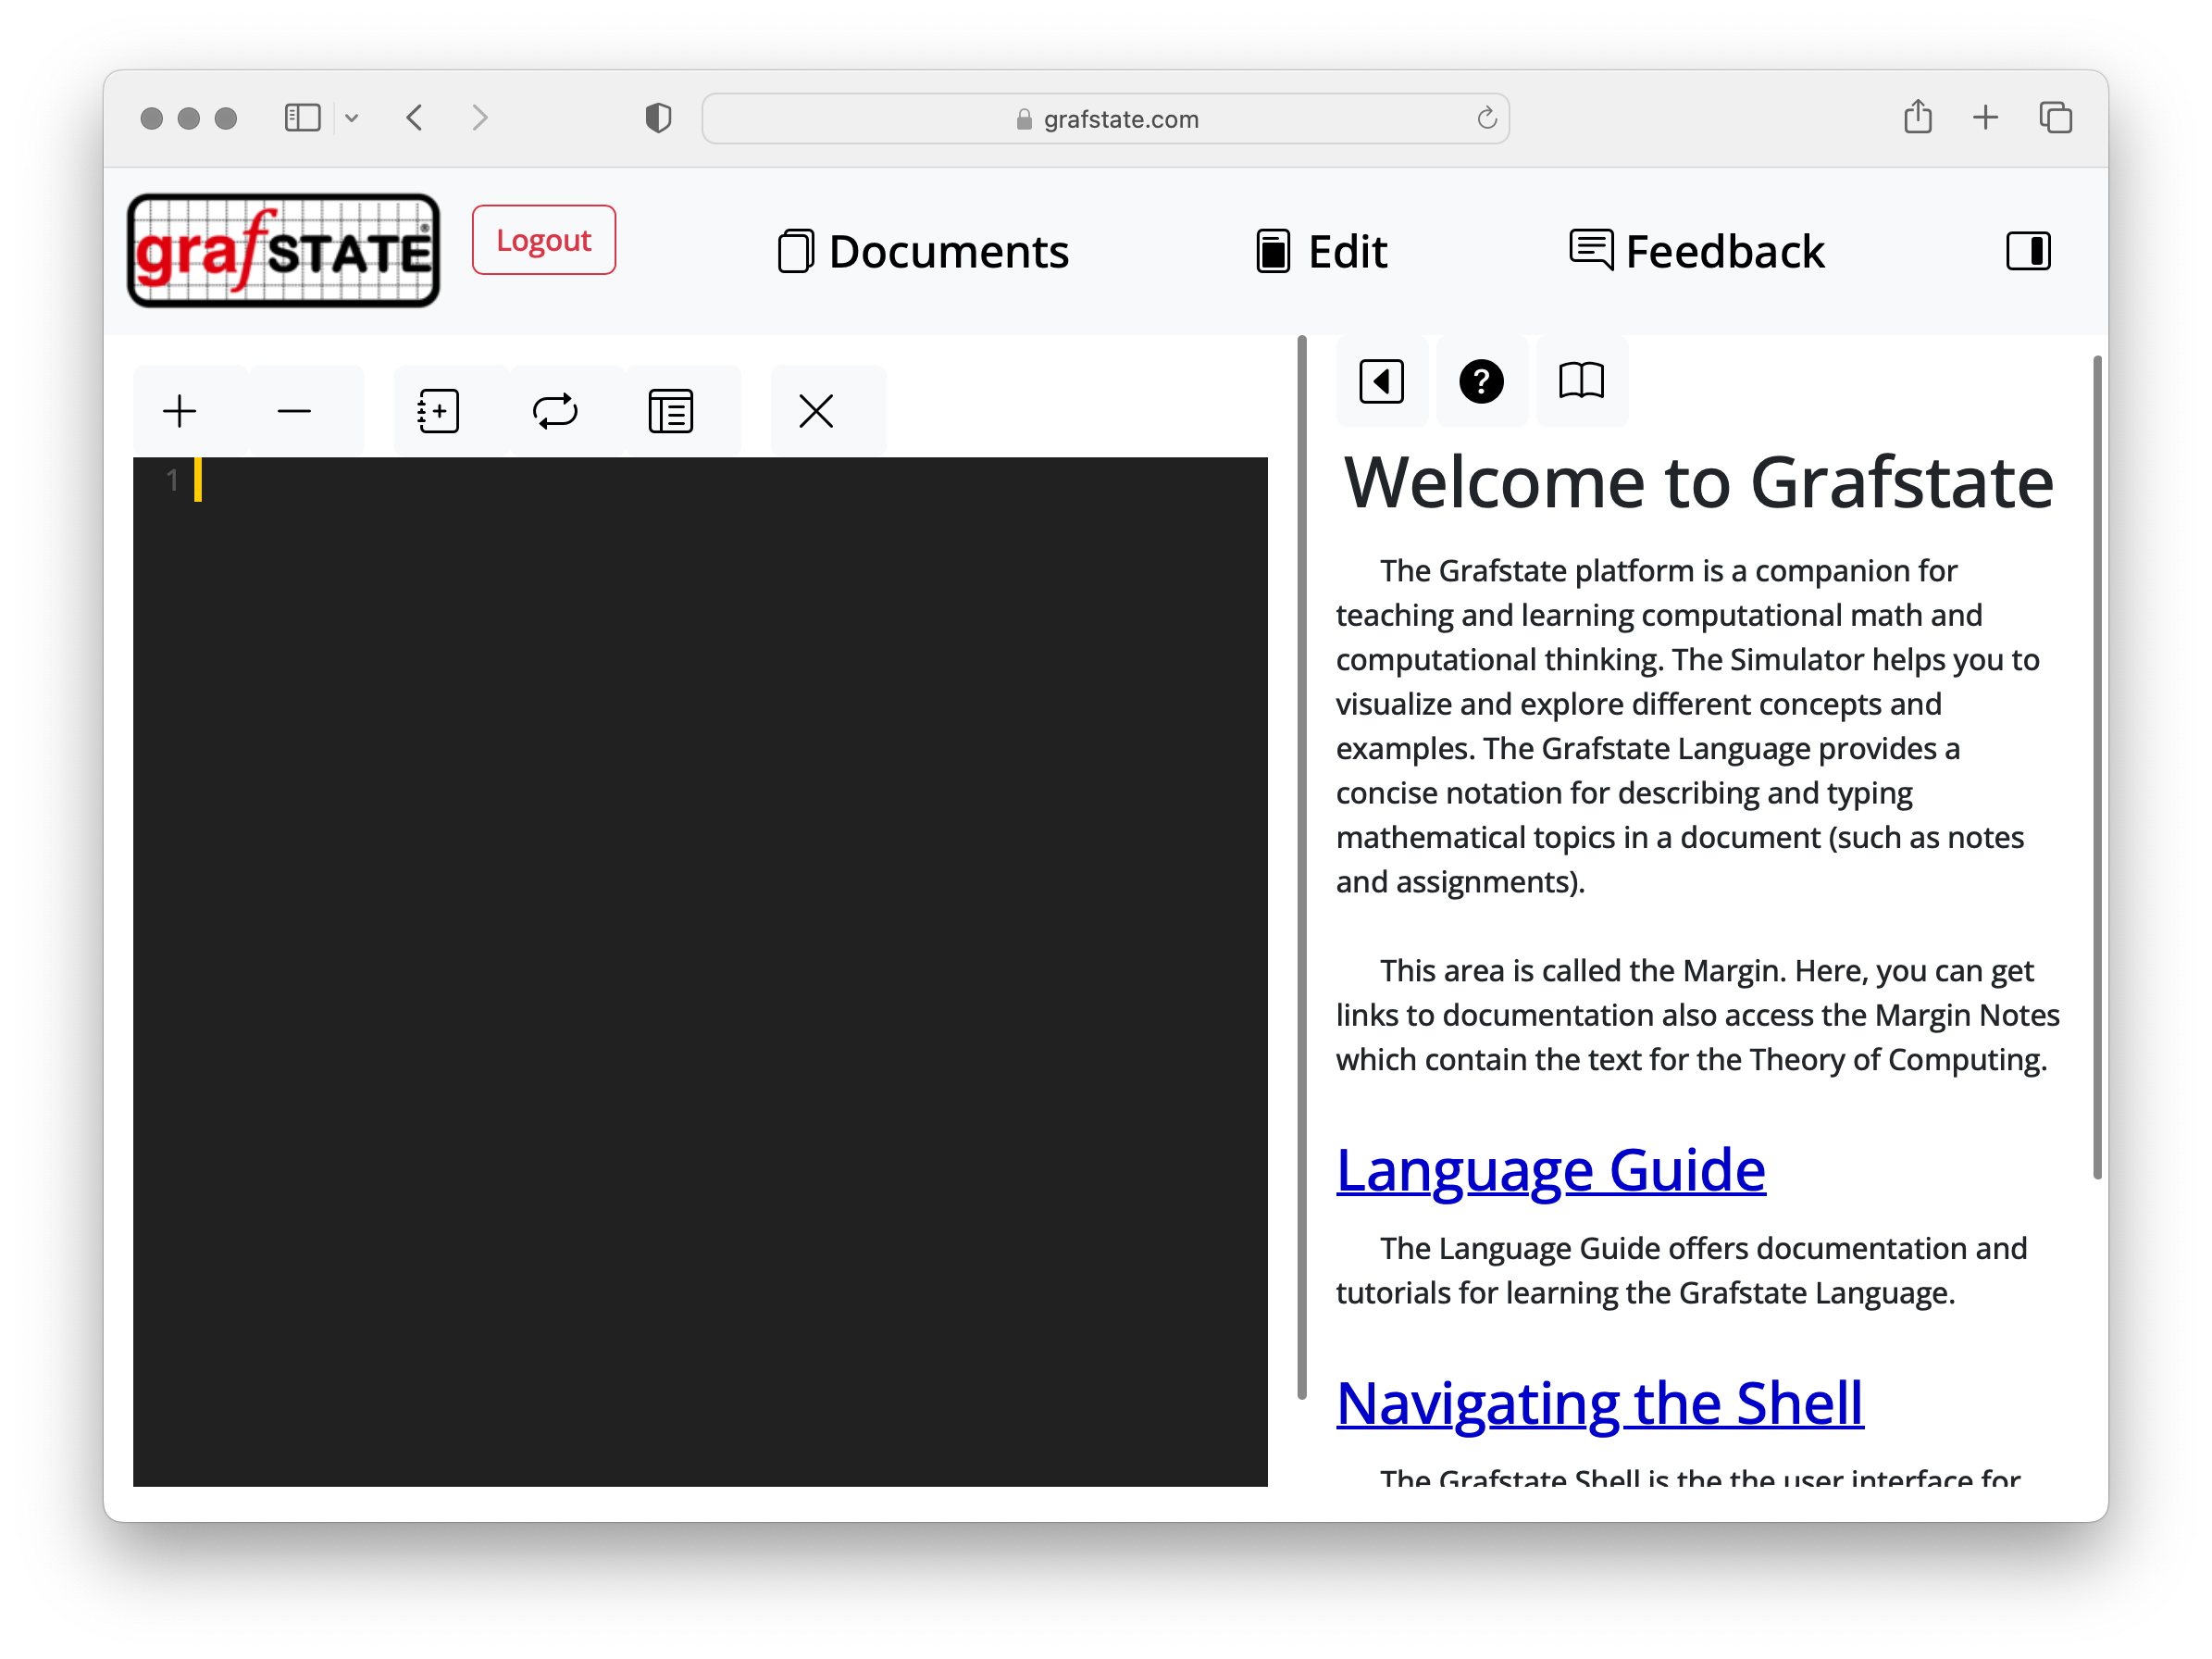 grafstate.com
grafSTATE®
Logout
Documents
Edit
Feedback
1
Welcome to Grafstate
The Grafstate platform is a companion for
teaching and learning computational math and
computational thinking. The Simulator helps you to
visualize and explore different concepts and
examples. The Grafstate Language provides a
concise notation for describing and typing
mathematical topics in a document (such as notes
and assignments).
This area is called the Margin. Here, you can get
links to documentation also access the Margin Notes
which contain the text for the Theory of Computing.
Language Guide
The Language Guide offers documentation and
tutorials for learning the Grafstate Language.
Navigating the Shell
The Grafstate Shell is the the user interface for